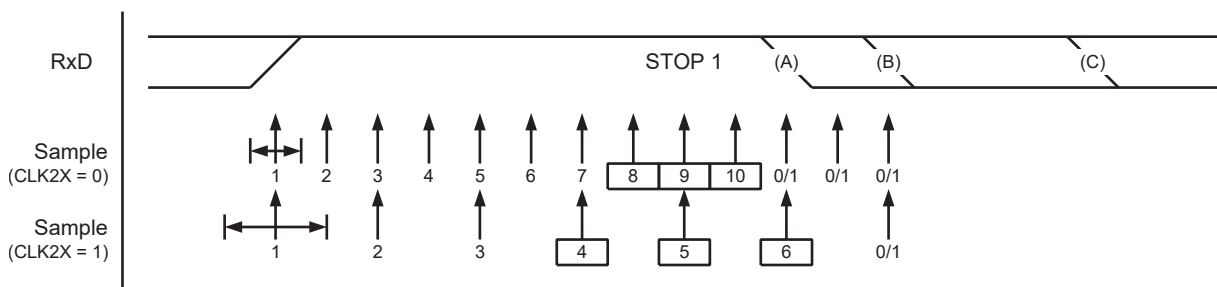 RxD
STOP 1 (A) (B) (C)
Sample
(CLK2X = 0)
1 2 3 4 5 6 7 8 9 10 0/1 0/1 0/1
Sample
(CLK2X = 1)
1 2 3 4 5 6 0/1